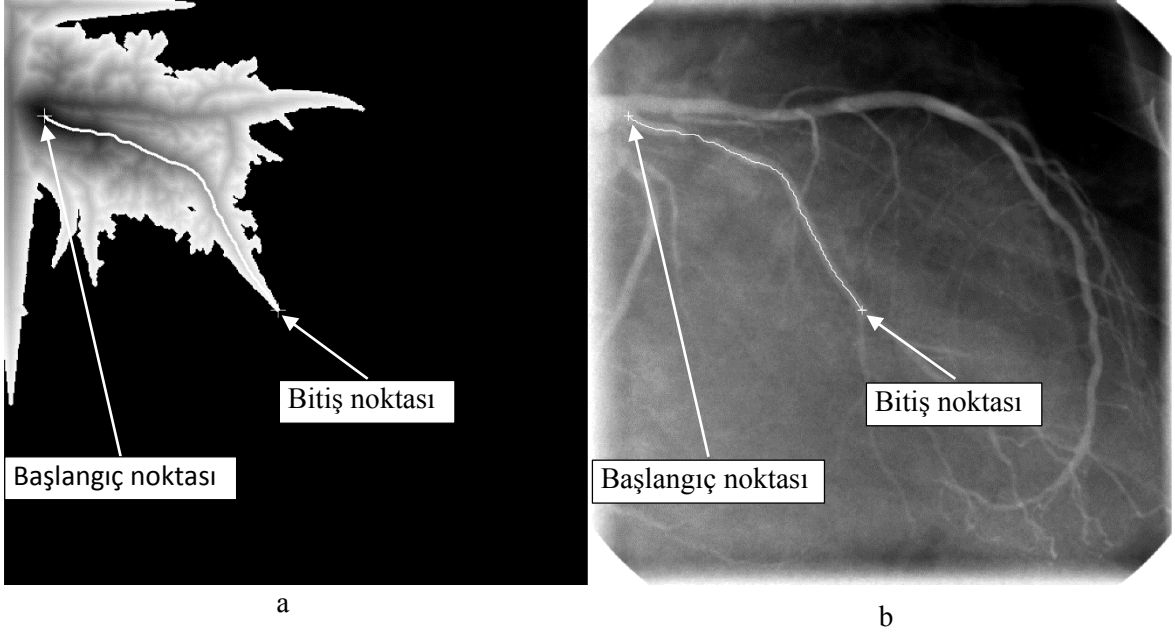 Bitiş noktası
Başlangıç noktası
a
Bitiş noktası
Başlangıç noktası
b